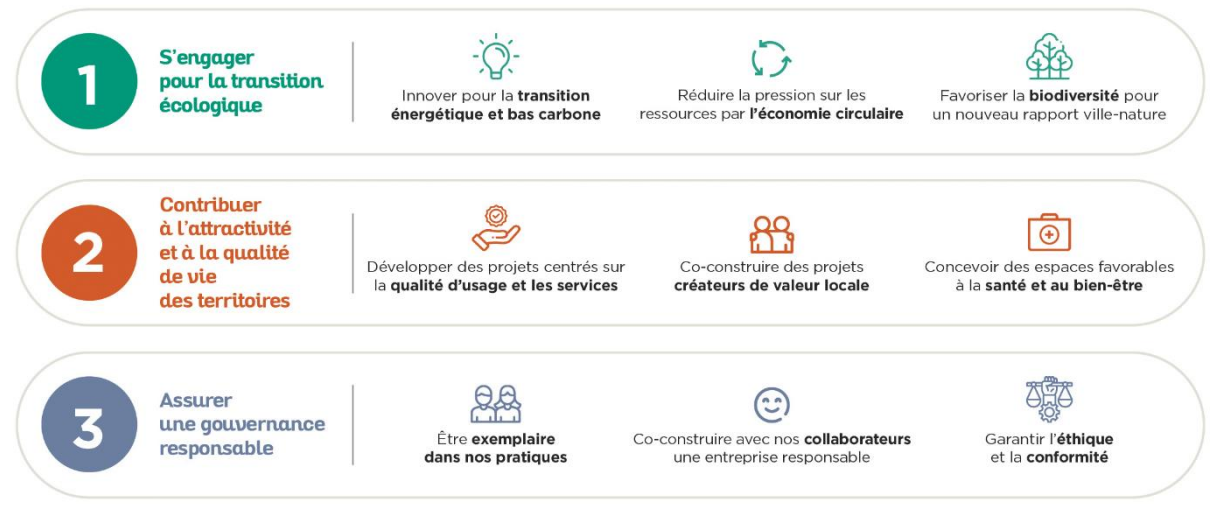 1
S'engager
pour la transition
écologique
Innover pour la transition
énergétique et bas carbone
Réduire la pression sur les
ressources par l'économie circulaire
Favoriser la biodiversité pour
un nouveau rapport ville-nature
2
Contribuer
à l'attractivité
et à la qualité
de vie
des territoires
Développer des projets centrés sur
la qualité d'usage et les services
Co-construire des projets
créateurs de valeur locale
Concevoir des espaces favorables
à la santé et au bien-être
3
Assurer
une gouvernance
responsable
Être exemplaire
dans nos pratiques
Co-construire avec nos collaborateurs
une entreprise responsable
Garantir l'éthique
et la conformité